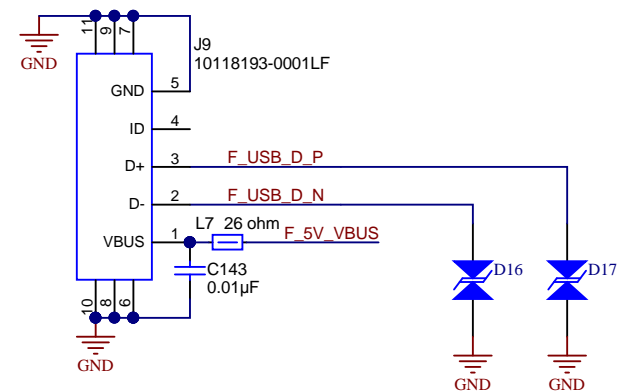 11
9
7
GND
J9
10118193-0001LF
GND 5
ID 4
D+ 3 F_USB_D_P
D- 2 F_USB_D_N
L7 26 ohm
VBUS 1 F_5V_VBUS
C143
0.01µF
D16
D17
10
8
6
GND
GND
GND